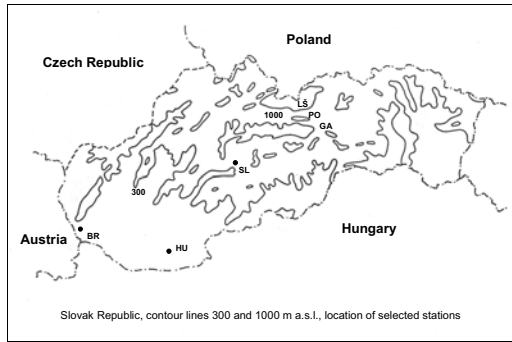 Poland
Czech Republic
LŠ
1000
PO
GA
SL
300
BR
Austria
HU
Hungary
Slovak Republic, contour lines 300 and 1000 m a.s.l., location of selected stations